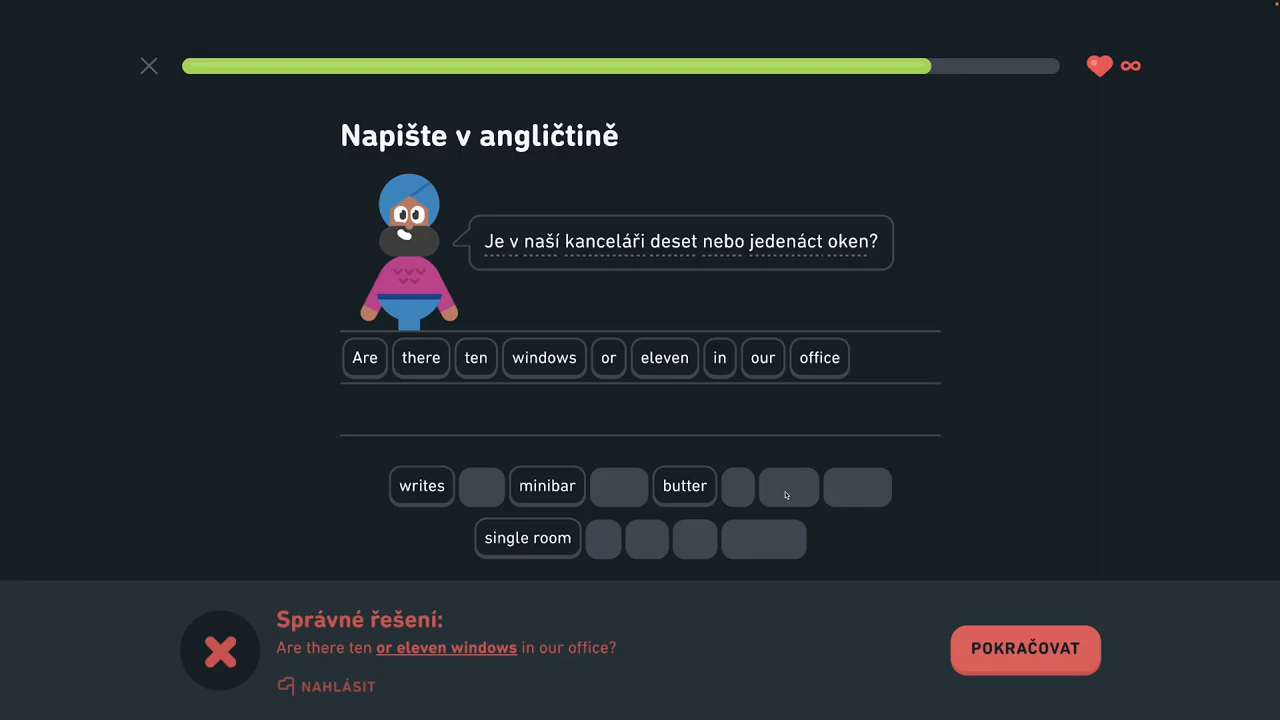 Napište v angličtině
Je v naší kanceláři deset nebo jedenáct oken?
Are there ten windows or eleven in our office
writes minibar butter
single room
Správné řešení:
Are there ten or eleven windows in our office?
NAHLÁSIT
POKRAČOVAT